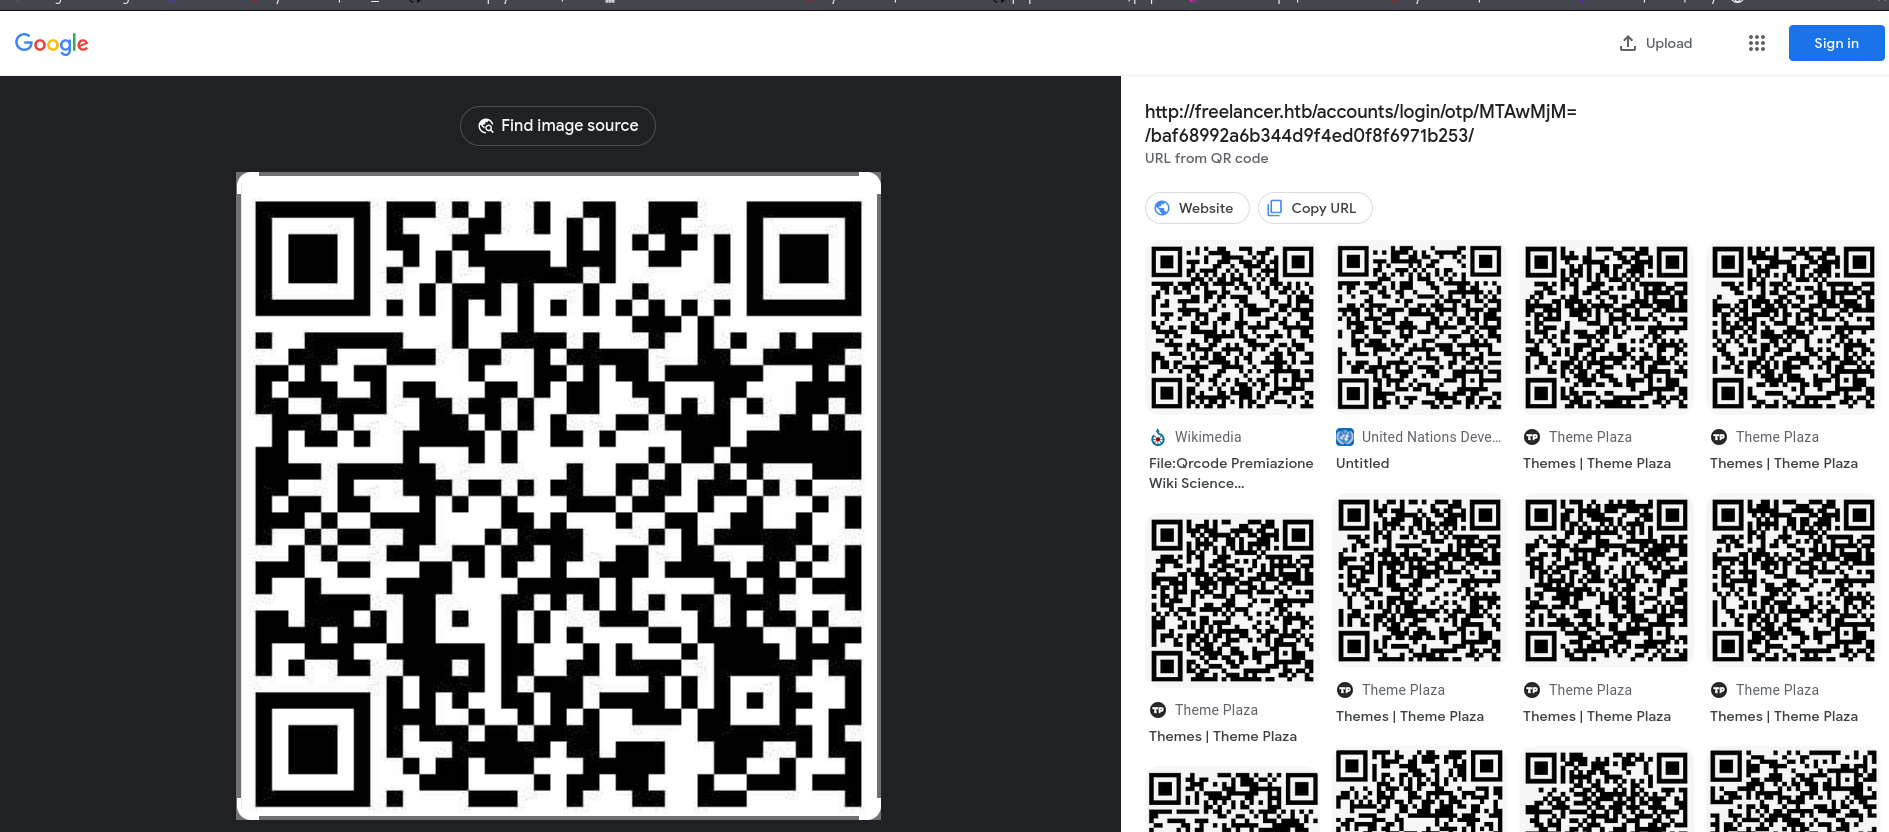 Google
Upload
Sign in
Find image source
http://freelancer.htb/accounts/login/otp/MTAwMjM=
/baf68992a6b344d9f4ed0f8f6971b253/
URL from QR code
Website
Copy URL
Wikimedia
File:Qrcode Premiazione
Wiki Science...
United Nations Deve...
Untitled
Theme Plaza
Themes | Theme Plaza
Theme Plaza
Themes | Theme Plaza
Theme Plaza
Themes | Theme Plaza
Theme Plaza
Themes | Theme Plaza
Theme Plaza
Themes | Theme Plaza
Theme Plaza
Themes | Theme Plaza